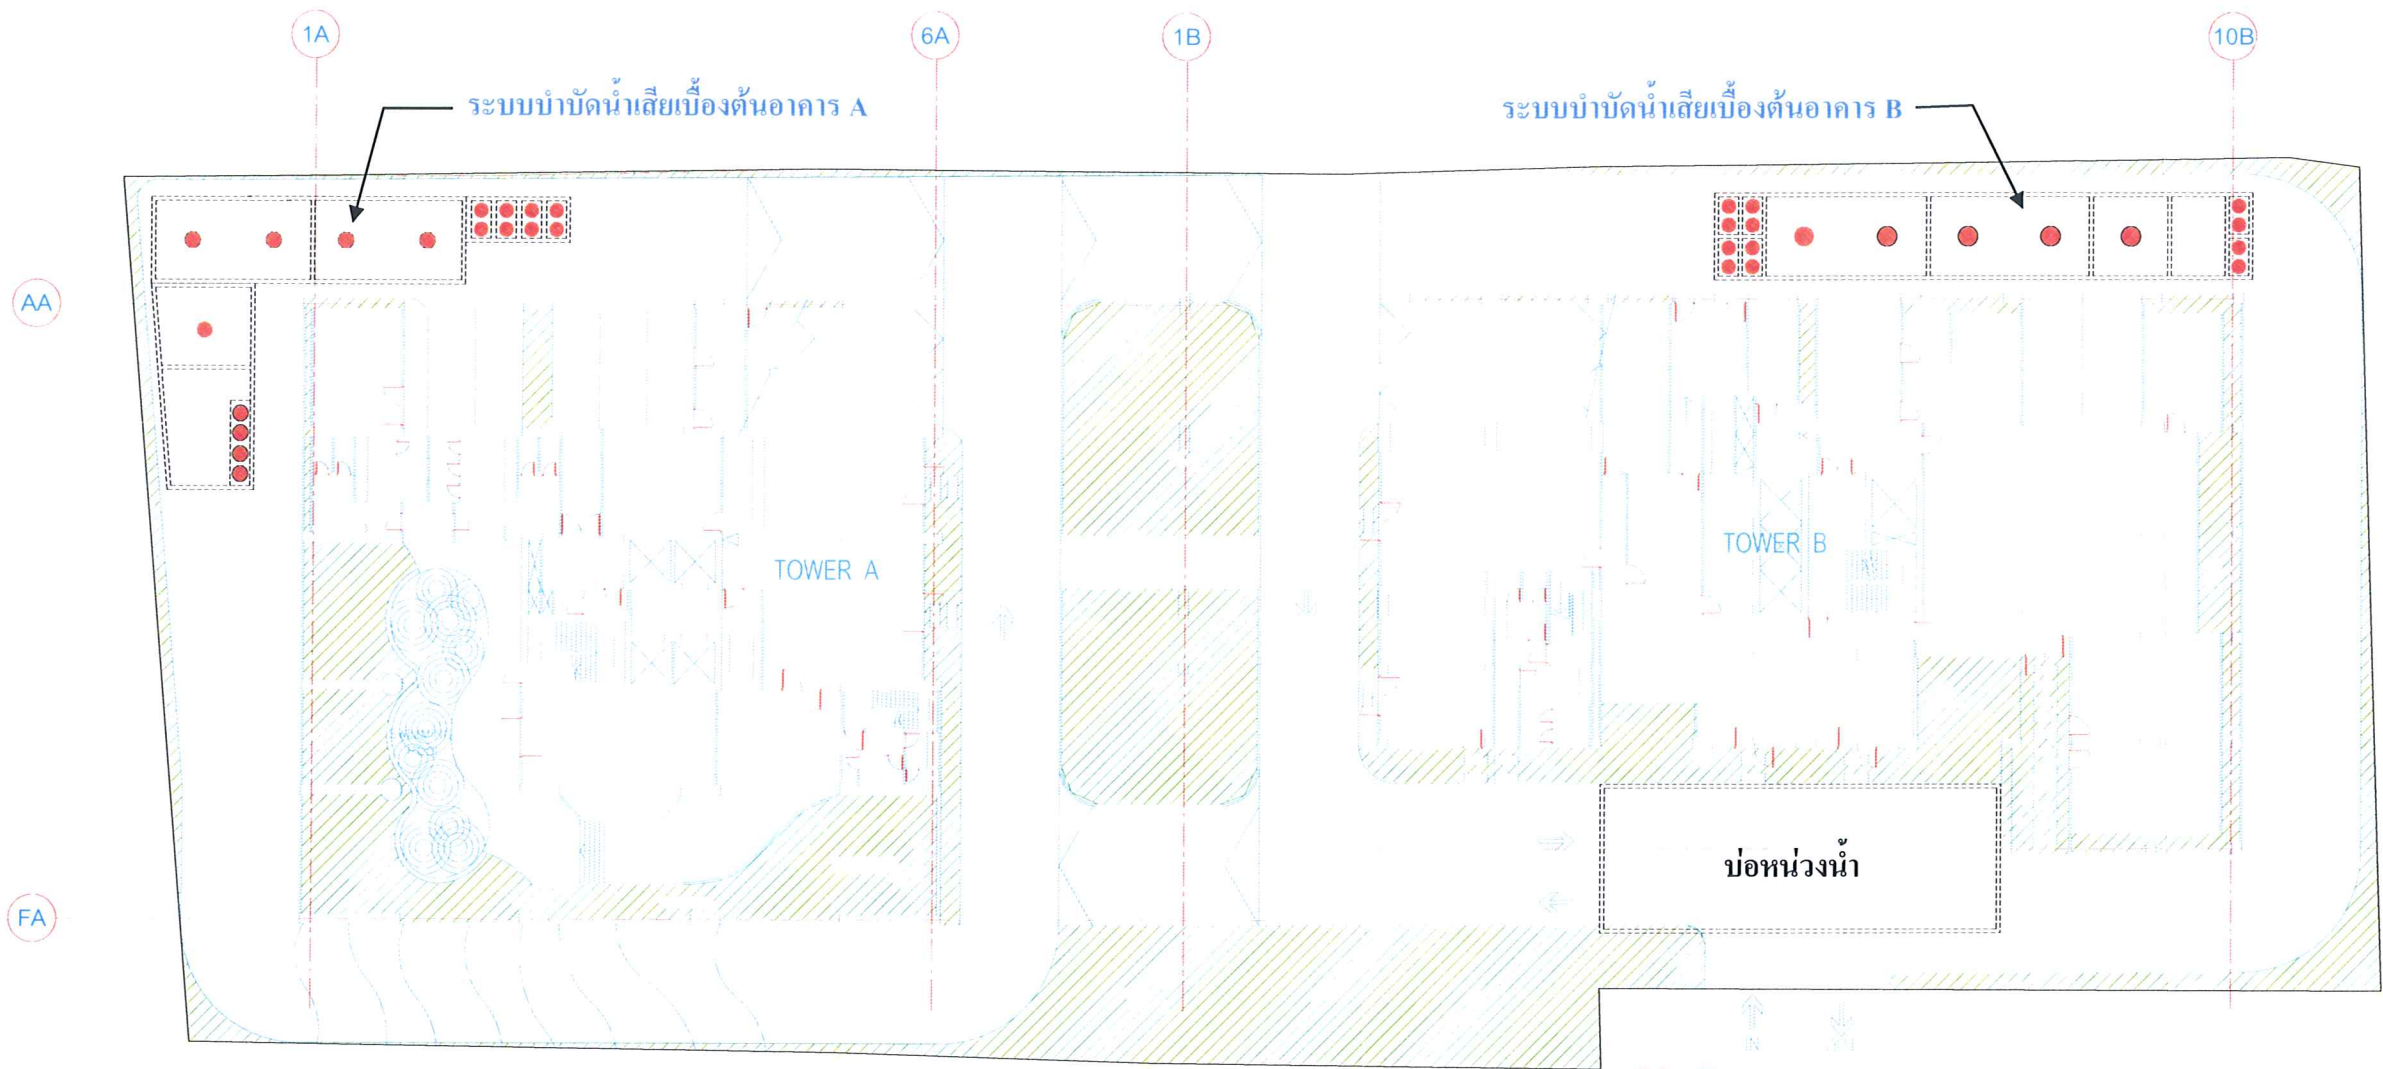 1A
6A
1B
10B
ระบบบำบัดน้ำเสียเบื้องต้นอาคาร A
ระบบบำบัดน้ำเสียเบื้องต้นอาคาร B
AA
TOWER A
TOWER B
บ่อหน่วงน้ำ
FA